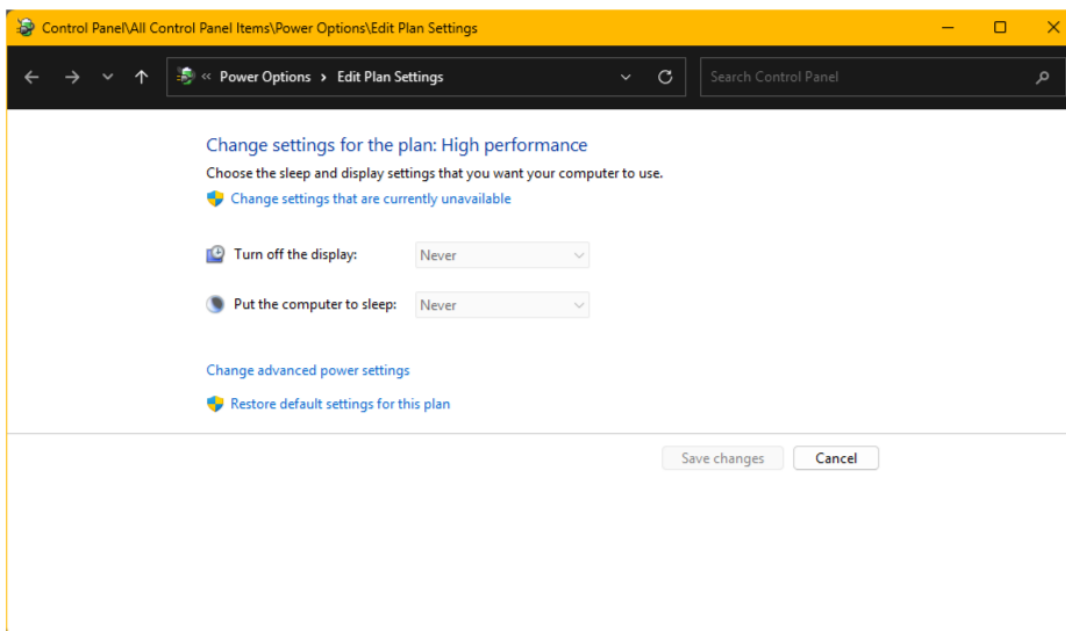 Control Panel\All Control Panel Items\Power Options\Edit Plan Settings
« Power Options › Edit Plan Settings
Search Control Panel
Change settings for the plan: High performance
Choose the sleep and display settings that you want your computer to use.
Change settings that are currently unavailable
Turn off the display: Never
Put the computer to sleep: Never
Change advanced power settings
Restore default settings for this plan
Save changes Cancel